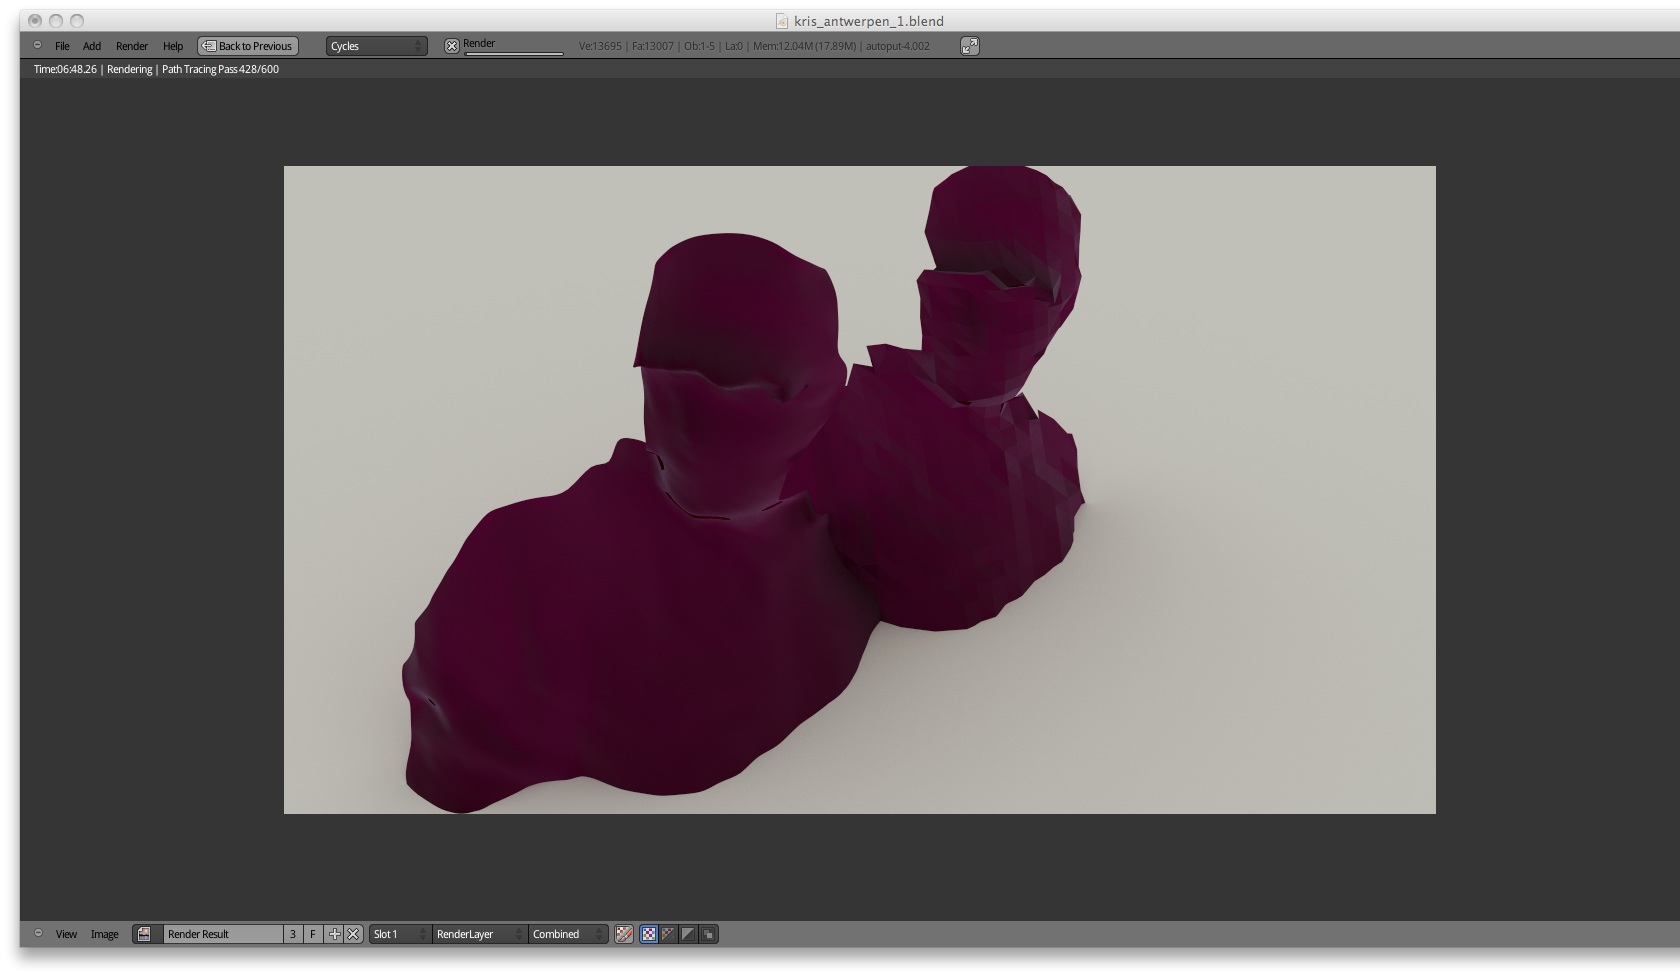 kris_antwerpen_1.blend
File Add Render Help Back to Previous Cycles Render Ve:13695 | Fa:13007 | Ob:1-5 | La:0 | Mem:12.04M (17.89M) | autoput-4.002
Time:06:48.26 | Rendering | Path Tracing Pass 428/600
View Image Render Result 3 F Slot 1 RenderLayer Combined